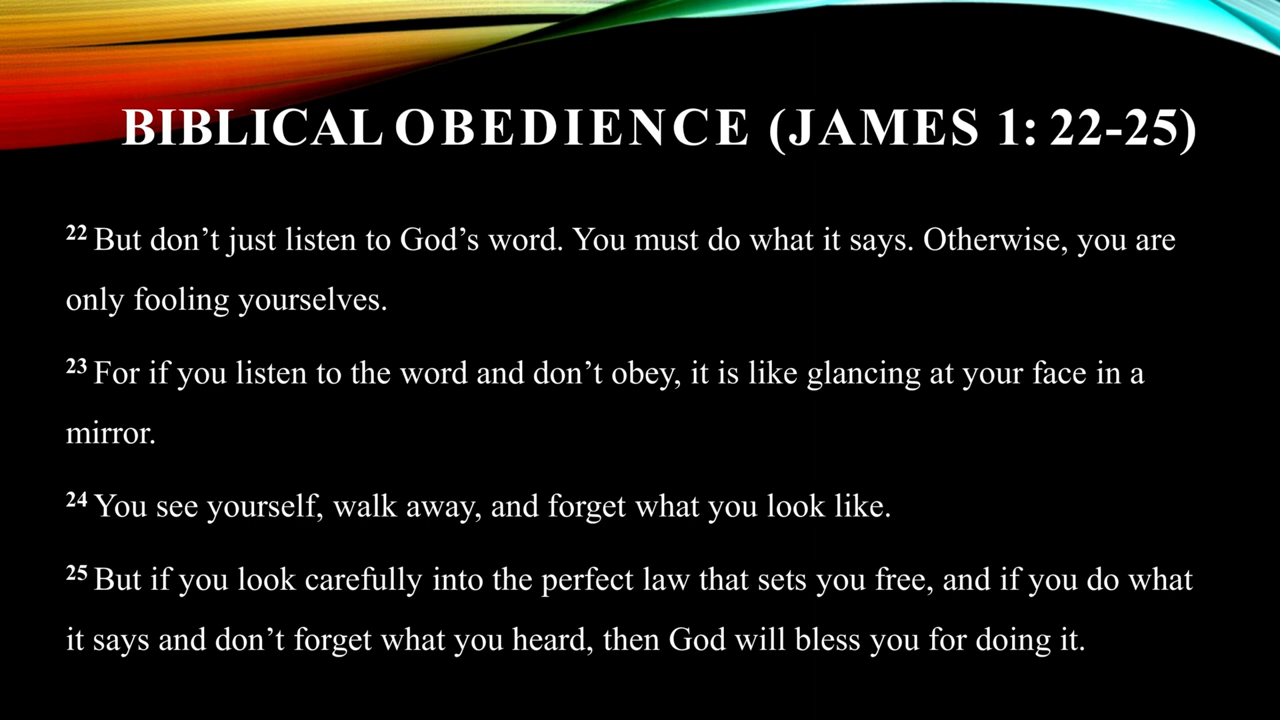 BIBLICAL OBEDIENCE (JAMES 1: 22-25)
22 But don’t just listen to God’s word. You must do what it says. Otherwise, you are
only fooling yourselves.
23 For if you listen to the word and don’t obey, it is like glancing at your face in a
mirror.
24 You see yourself, walk away, and forget what you look like.
25 But if you look carefully into the perfect law that sets you free, and if you do what
it says and don’t forget what you heard, then God will bless you for doing it.